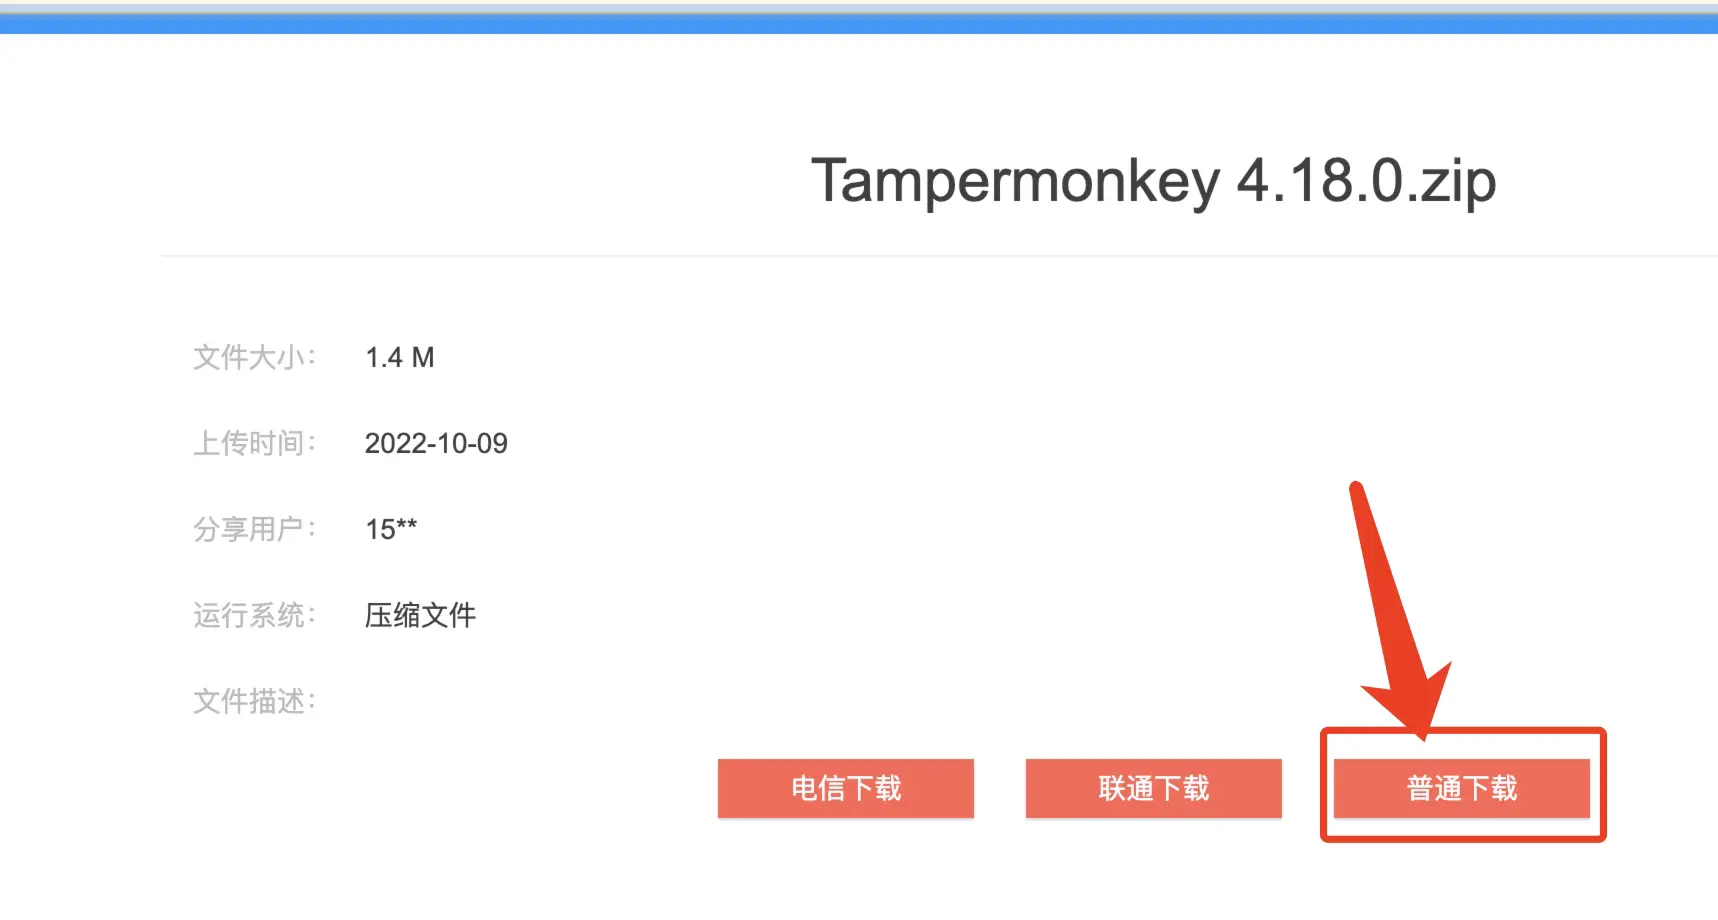 Tampermonkey 4.18.0.zip
文件大小： 1.4 M
上传时间： 2022-10-09
分享用户： 15**
运行系统： 压缩文件
文件描述：
电信下载 联通下载 普通下载